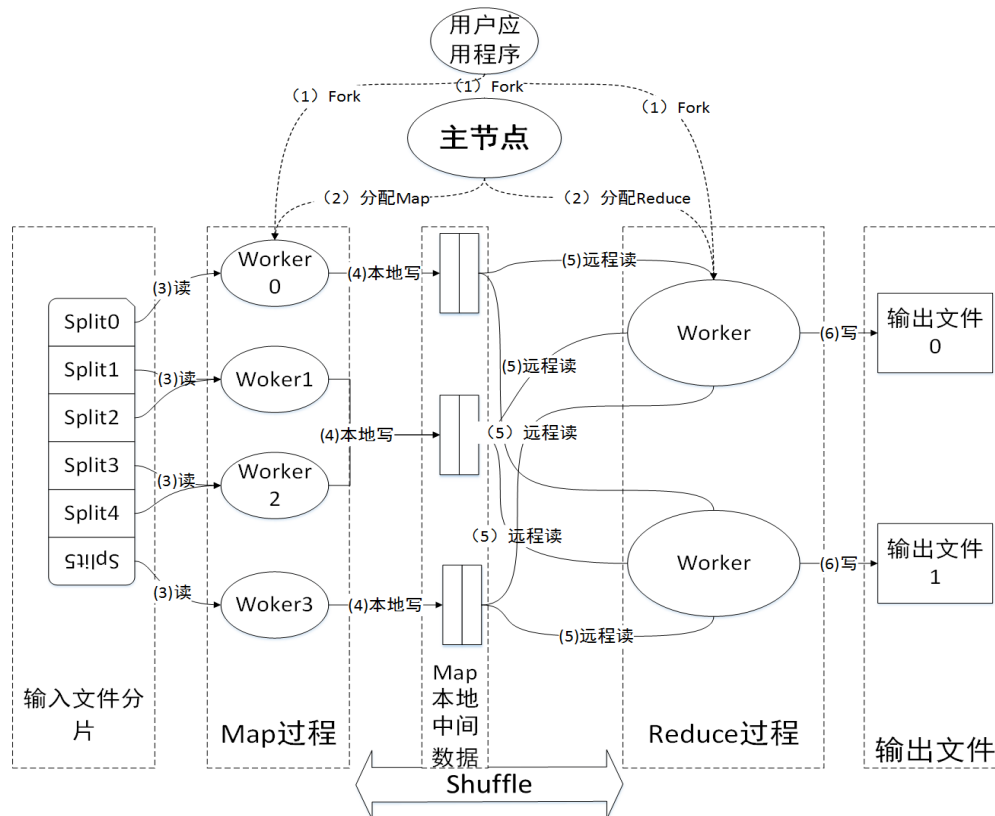 用户应
用程序
（1）Fork
（1）Fork
（1）Fork
主节点
（2）分配Map
（2）分配Reduce
Split0
Split1
Split2
Split3
Split4
Split5
输入文件分
片
(3)读
(3)读
(3)读
(3)读
Worker
0
Woker1
Worker
2
Woker3
Map过程
(4)本地写
(4)本地写
(4)本地写
Map
本地
中间
数据
(5)远程读
(5)远程读
（5）远程读
（5）远程读
(5)远程读
Worker
Worker
Reduce过程
(6)写
(6)写
输出文件
0
输出文件
1
输出文件
Shuffle